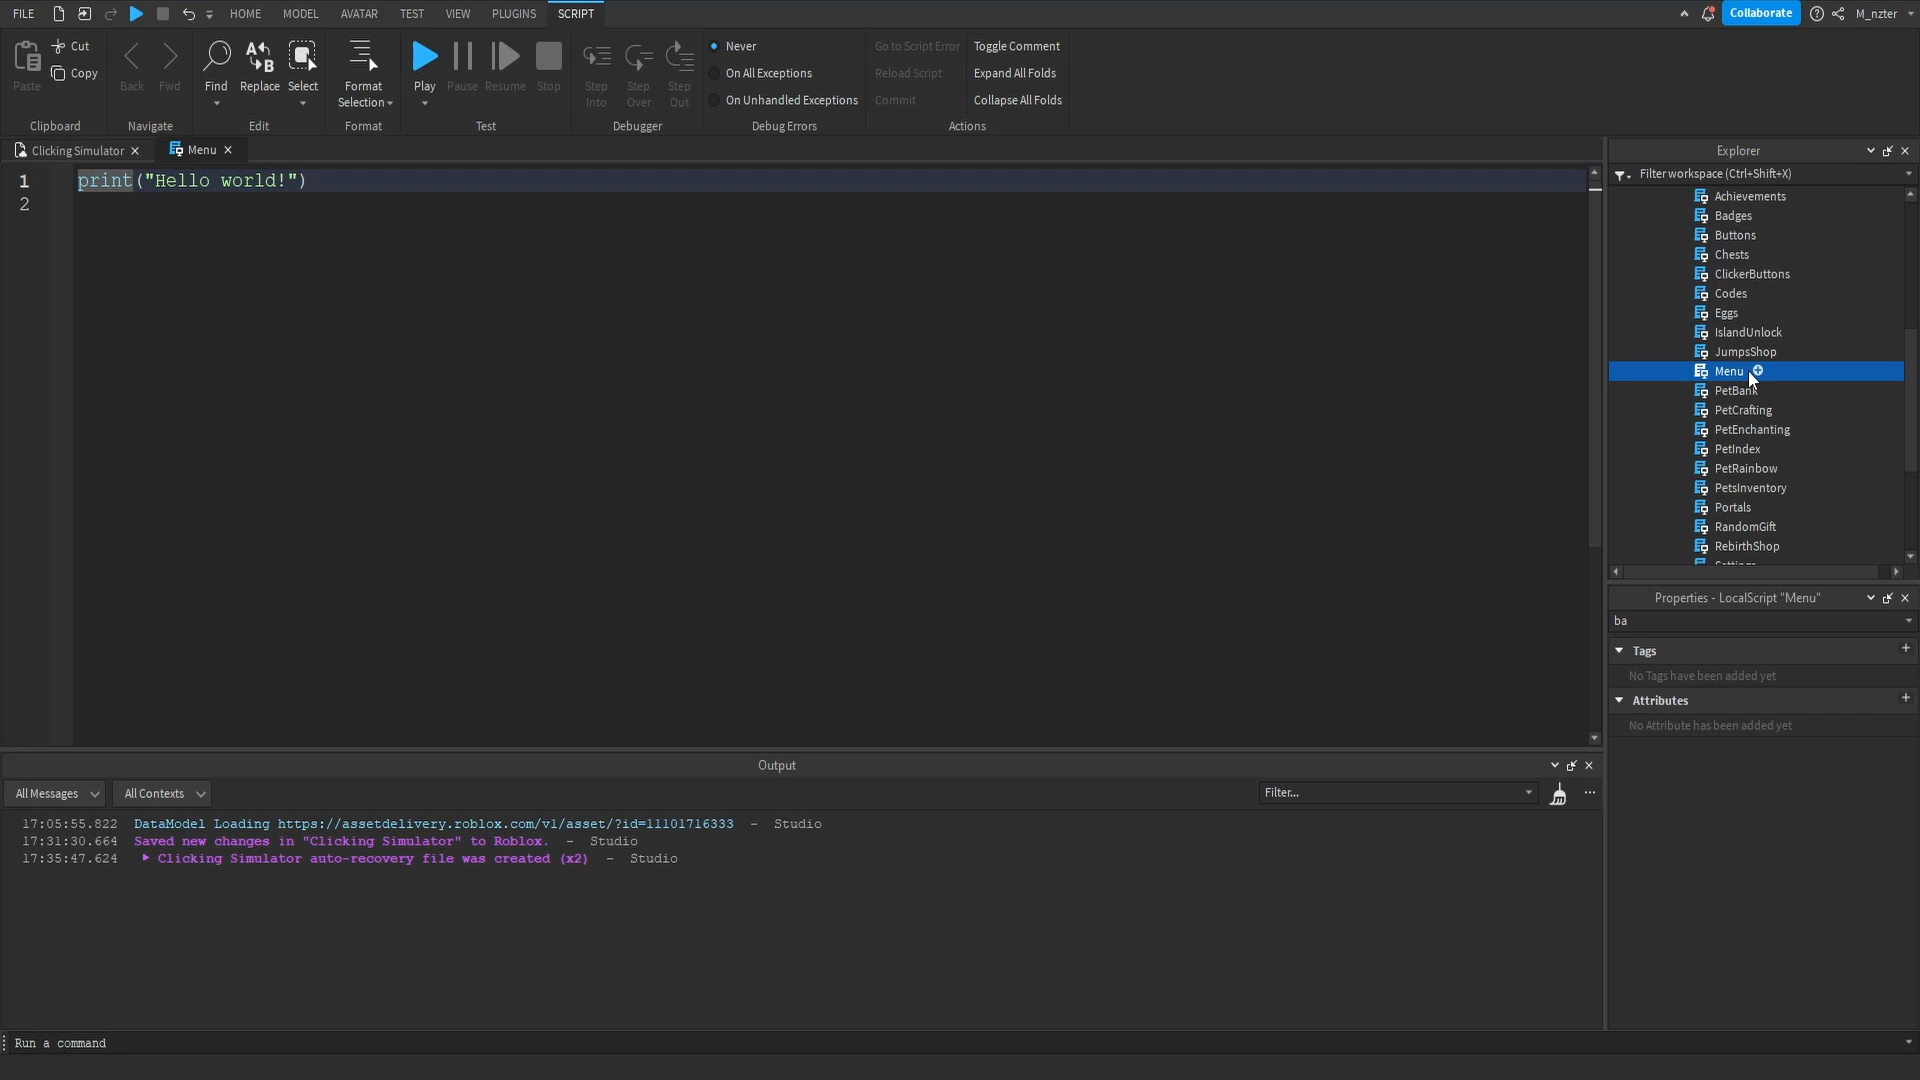 FILE HOME MODEL AVATAR TEST VIEW PLUGINS SCRIPT Collaborate M_nzter
Paste Cut Copy
Back Fwd
Find Replace Select
Format Selection
Play Pause Resume Stop
Step Into Step Over Step Out
Never
On All Exceptions
On Unhandled Exceptions
Go to Script Error Toggle Comment
Reload Script Expand All Folds
Commit Collapse All Folds
Clipboard Navigate Edit Format Test Debugger Debug Errors Actions
Clicking Simulator Menu
1 print("Hello world!")
2
Explorer
Filter workspace (Ctrl+Shift+X)
Achievements
Badges
Buttons
Chests
ClickerButtons
Codes
Eggs
IslandUnlock
JumpsShop
Menu
PetBank
PetCrafting
PetEnchanting
PetIndex
PetRainbow
PetsInventory
Portals
RandomGift
RebirthShop
Properties - LocalScript "Menu"
ba
Tags
No Tags have been added yet
Attributes
No Attribute has been added yet
Output
All Messages All Contexts Filter...
17:05:55.822 DataModel Loading https://assetdelivery.roblox.com/v1/asset/?id=11101716333 - Studio
17:31:30.664 Saved new changes in "Clicking Simulator" to Roblox. - Studio
17:35:47.624 Clicking Simulator auto-recovery file was created (x2) - Studio
Run a command